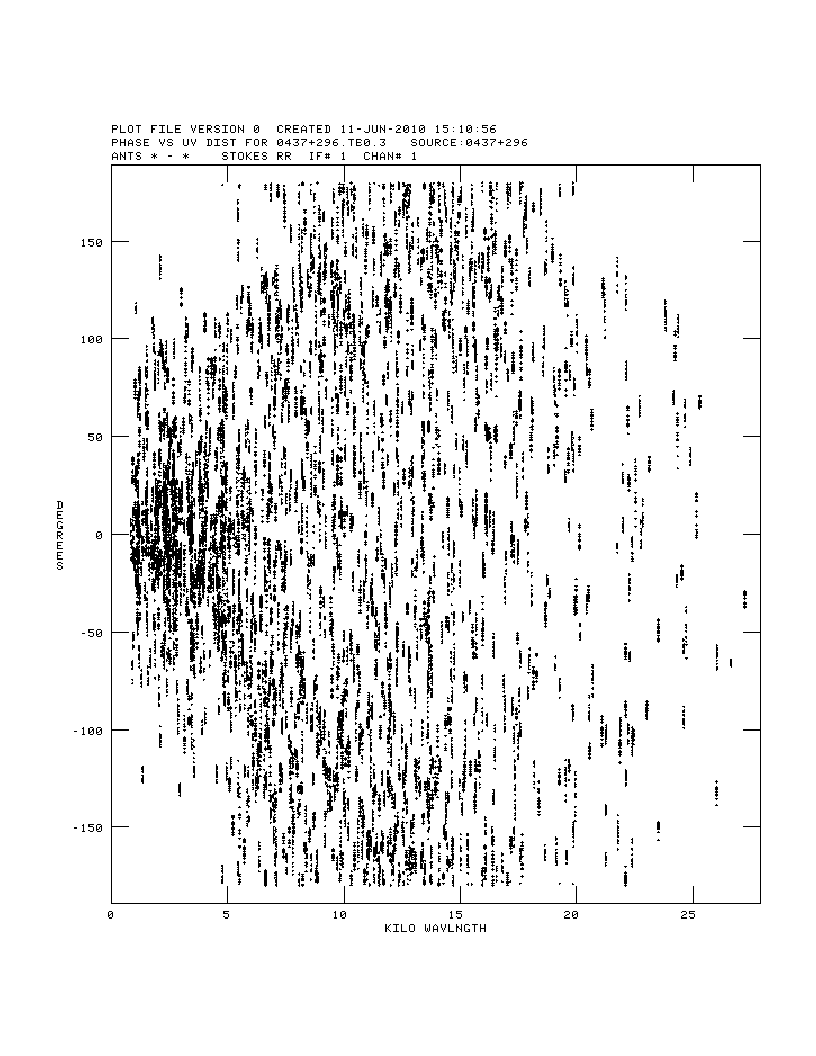 PLOT FILE VERSION 0  CREATED 11-JUN-2010 15:10:56
PHASE VS UV DIST FOR 0437+296.TB0.3   SOURCE:0437+296
ANTS * - *    STOKES RR  IF# 1  CHAN# 1
150
100
50
0
-50
-100
-150
DEGREES
0 5 10 15 20 25
KILO WAVLNGTH